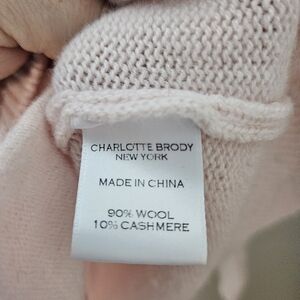 CHARLOTTE BRODY
NEW YORK
MADE IN CHINA
90% WOOL
10% CASHMERE